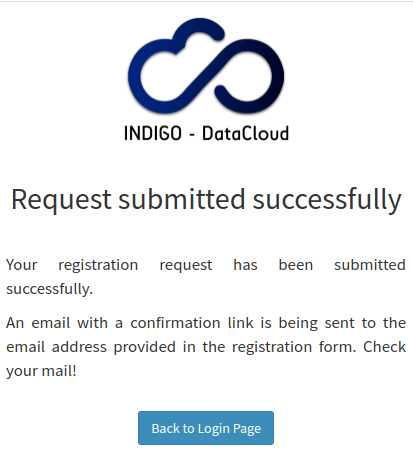 INDIGO - DataCloud
Request submitted successfully
Your registration request has been submitted
successfully.
An email with a confirmation link is being sent to the
email address provided in the registration form. Check
your mail!
Back to Login Page